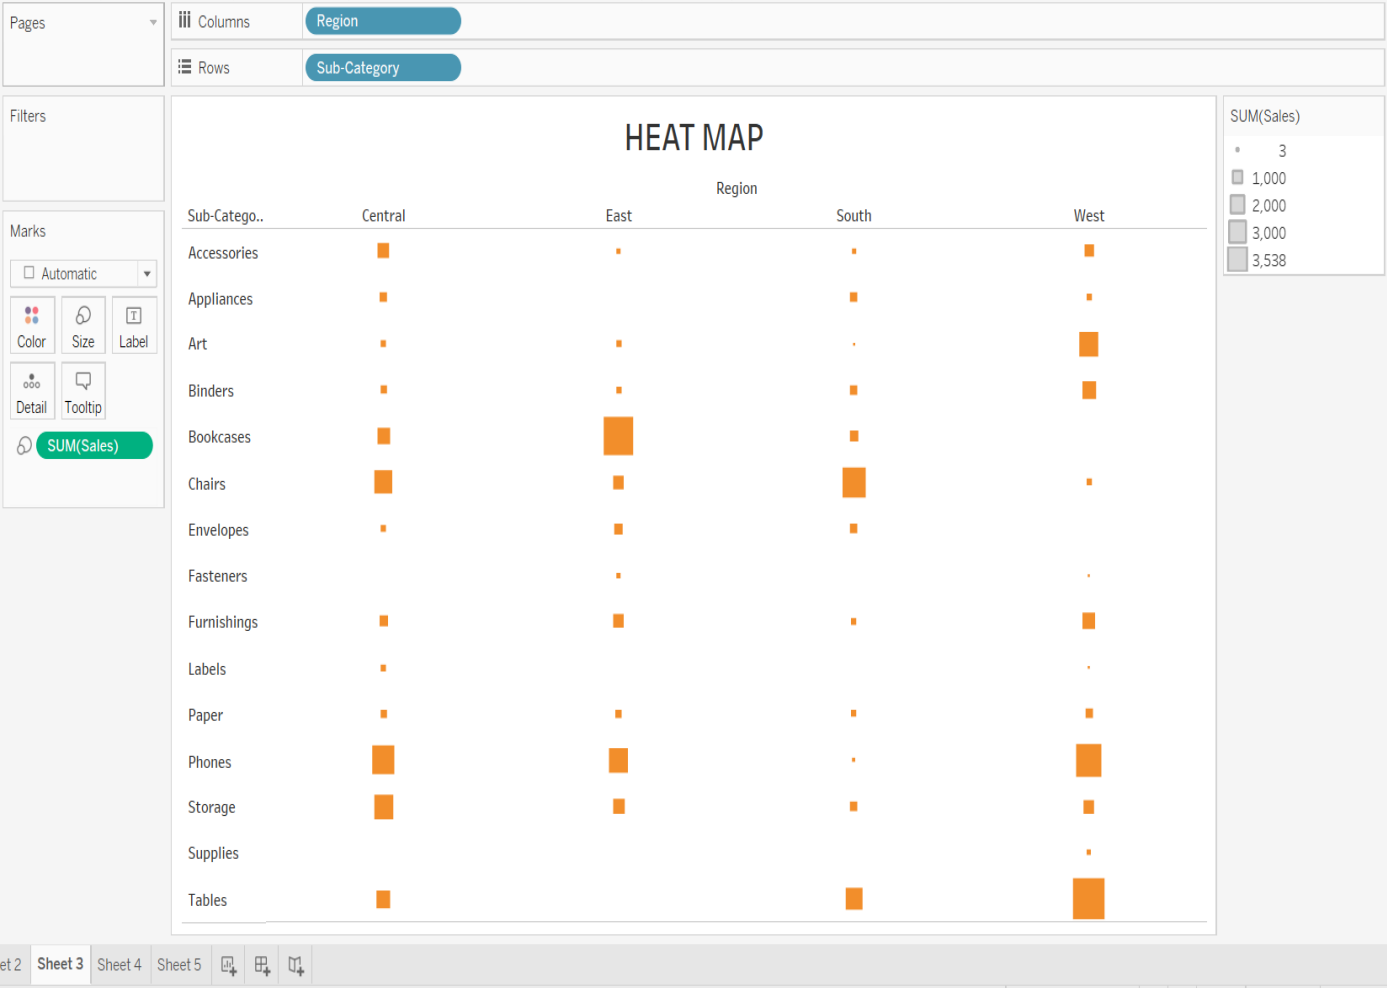 Pages
Columns
Region
Rows
Sub-Category
Filters
Marks
Automatic
Color
Size
Label
Detail
Tooltip
SUM(Sales)
HEAT MAP
Region
Sub-Catego..
Central
East
South
West
Accessories
Appliances
Art
Binders
Bookcases
Chairs
Envelopes
Fasteners
Furnishings
Labels
Paper
Phones
Storage
Supplies
Tables
SUM(Sales)
3
1,000
2,000
3,000
3,538
et 2
Sheet 3
Sheet 4
Sheet 5